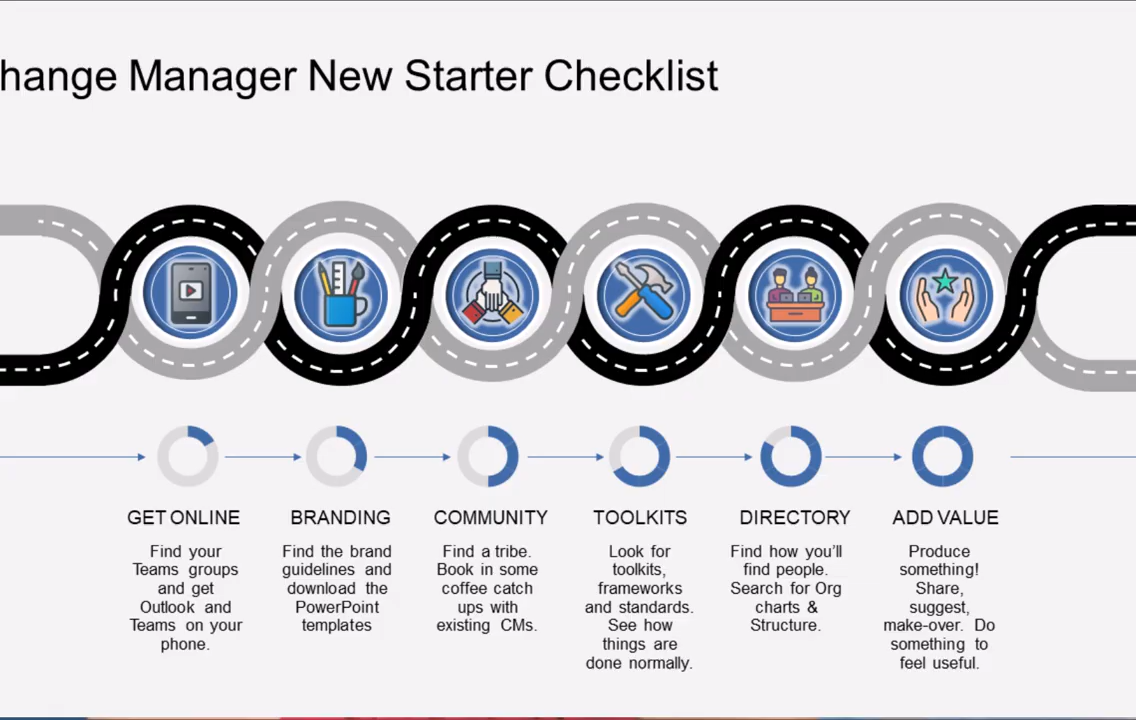 hange Manager New Starter Checklist
GET ONLINE
Find your
Teams groups
and get
Outlook and
Teams on your
phone.
BRANDING
Find the brand
guidelines and
download the
PowerPoint
templates
COMMUNITY
Find a tribe.
Book in some
coffee catch
ups with
existing CMs.
TOOLKITS
Look for
toolkits,
frameworks
and standards.
See how
things are
done normally.
DIRECTORY
Find how you'll
find people.
Search for Org
charts &
Structure.
ADD VALUE
Produce
something!
Share,
suggest,
make-over. Do
something to
feel useful.